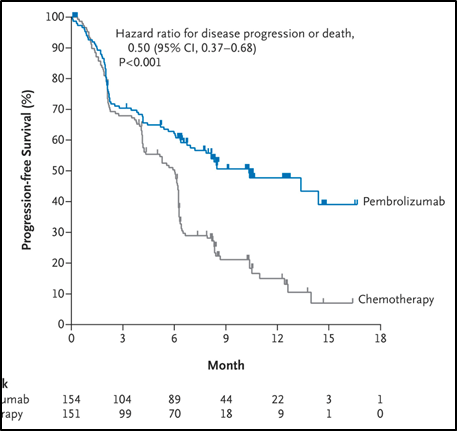 100
90
80
70
60
50
40
30
20
10
0
Progression-free Survival (%)
Hazard ratio for disease progression or death,
0.50 (95% CI, 0.37–0.68)
P<0.001
Pembrolizumab
Chemotherapy
0 3 6 9 12 15 18
Month
k
umab 154 104 89 44 22 3 1
rapy 151 99 70 18 9 1 0